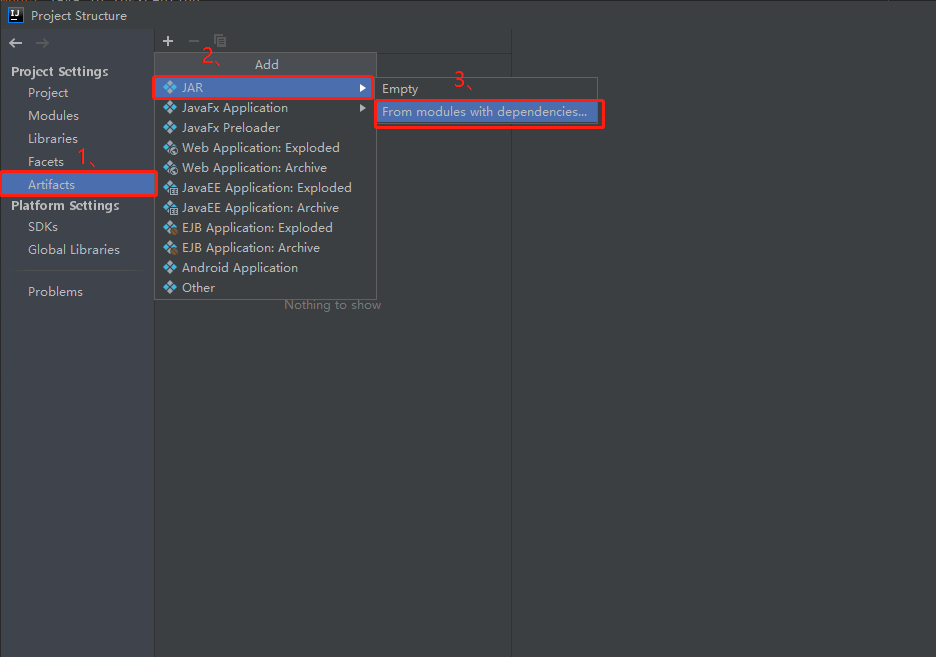 Project Structure
Project Settings
Project
Modules
Libraries
Facets
1、
Artifacts
Platform Settings
SDKs
Global Libraries
Problems
2、
Add
JAR
JavaFx Application
JavaFx Preloader
Web Application: Exploded
Web Application: Archive
JavaEE Application: Exploded
JavaEE Application: Archive
EJB Application: Exploded
EJB Application: Archive
Android Application
Other
Nothing to show
3、
Empty
From modules with dependencies...